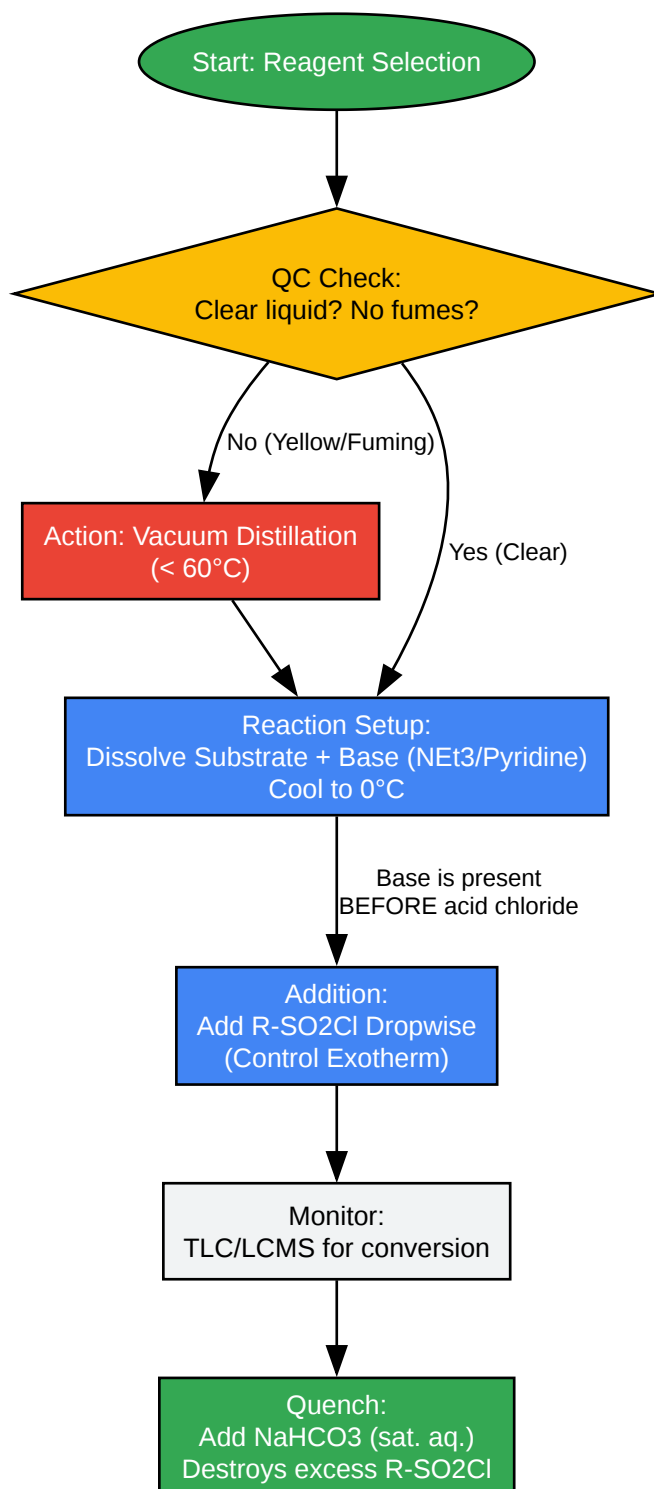 Start: Reagent Selection
QC Check:
Clear liquid? No fumes?
No (Yellow/Fuming)
Action: Vacuum Distillation
(< 60°C)
Yes (Clear)
Reaction Setup:
Dissolve Substrate + Base (NEt3/Pyridine)
Cool to 0°C
Base is present
BEFORE acid chloride
Addition:
Add R-SO2Cl Dropwise
(Control Exotherm)
Monitor:
TLC/LCMS for conversion
Quench:
Add NaHCO3 (sat. aq.)
Destroys excess R-SO2Cl